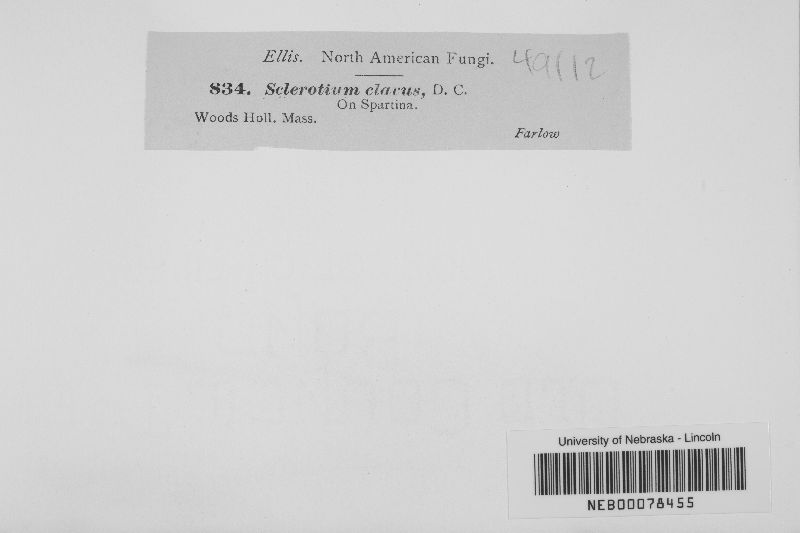 Ellis. North American Fungi. 49112
834. Sclerotium clavus, D. C.
On Spartina.
Woods Holl. Mass.
Farlow
University of Nebraska - Lincoln
NEB00078455